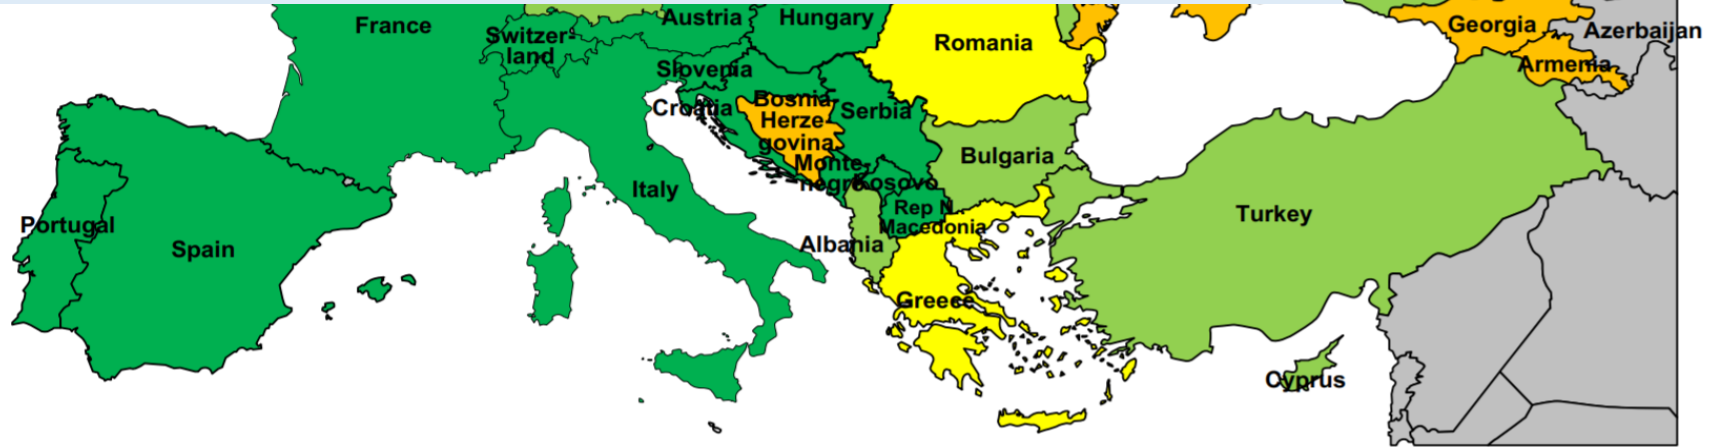 France
Austria
Hungary
Switzer-
land
Romania
Georgia
Azerbaijan
Armenia
Slovenia
Croatia
Bosnia-
Herze-
govina
Serbia
Bulgaria
Monte-
negro
Kosovo
Italy
Portugal
Spain
Rep N.
Macedonia
Albania
Turkey
Greece
Cyprus